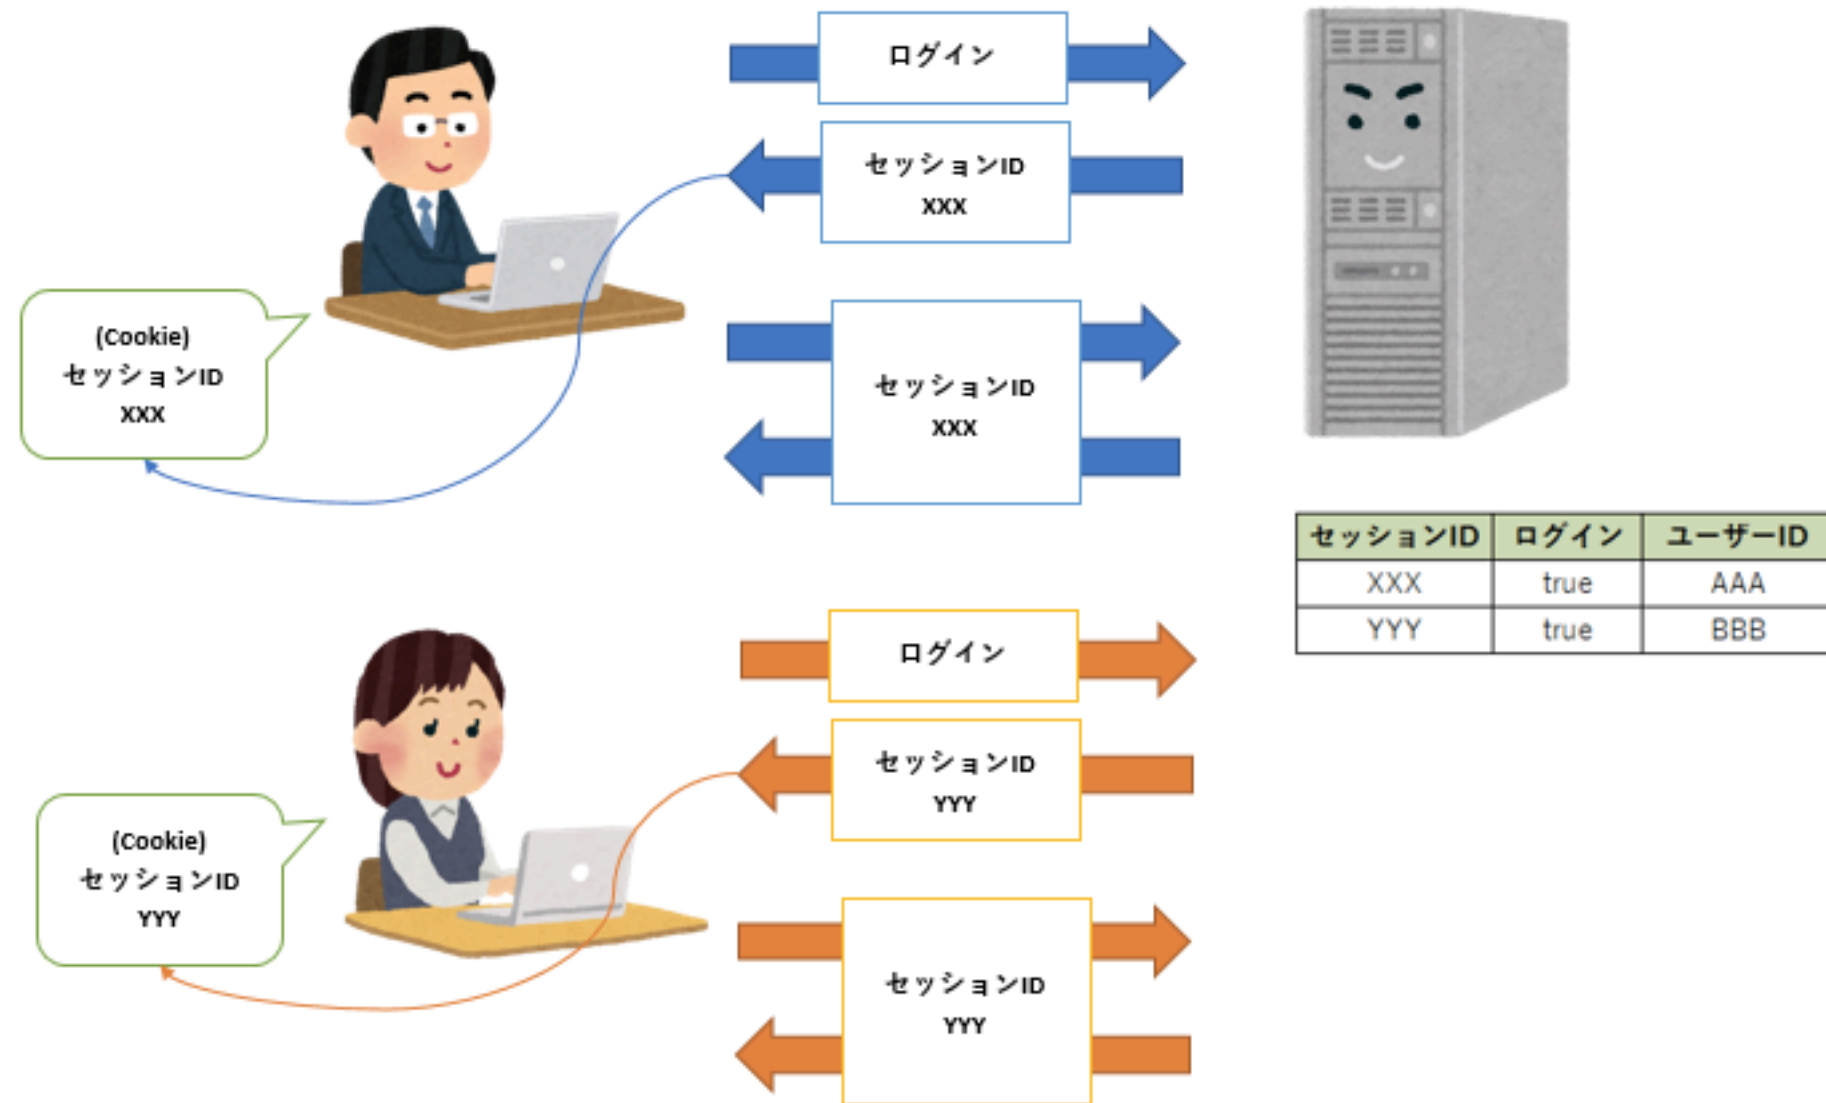 ログイン
セッションID
XXX
(Cookie)
セッションID
XXX
セッションID
XXX
セッションID ログイン ユーザーID
XXX true AAA
YYY true BBB
ログイン
セッションID
YYY
(Cookie)
セッションID
YYY
セッションID
YYY